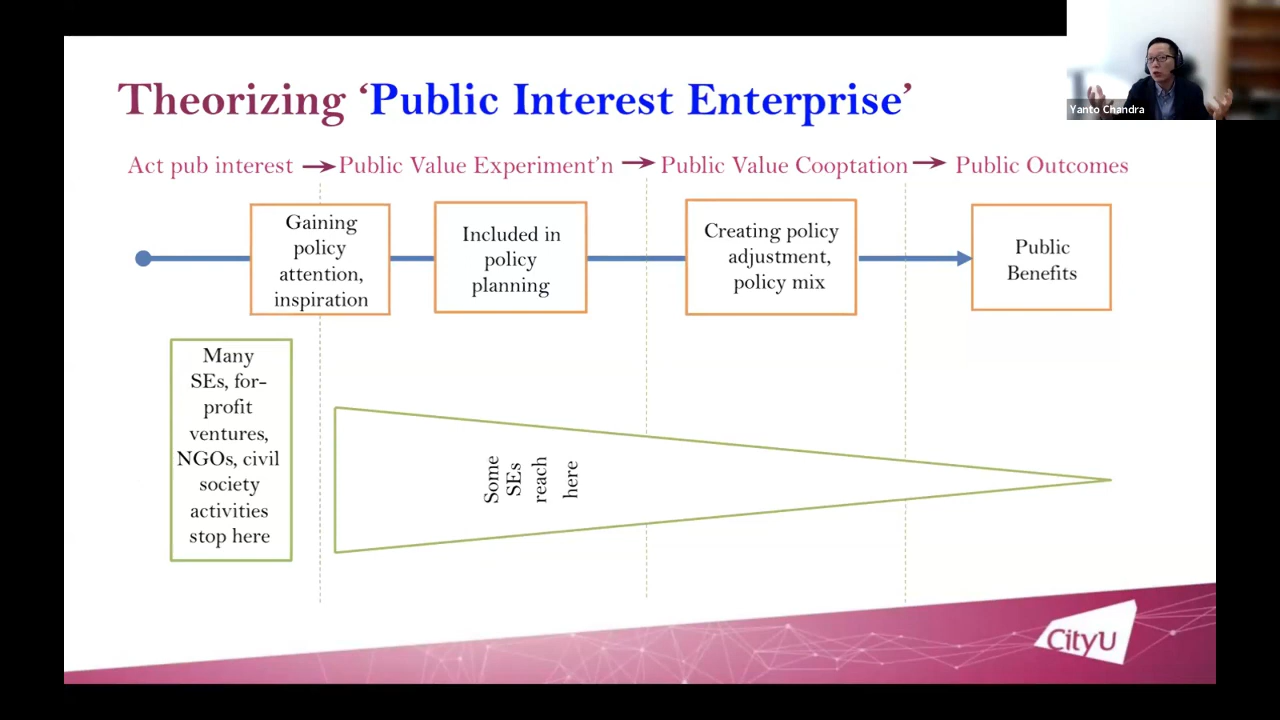 Theorizing ‘Public Interest Enterprise’
Yanto Chandra
Act pub interest
Public Value Experiment'n
Public Value Cooptation
Public Outcomes
Gaining
policy
attention,
inspiration
Included in
policy
planning
Creating policy
adjustment,
policy mix
Public
Benefits
Many
SEs, for-
profit
ventures,
NGOs, civil
society
activities
stop here
Some
SEs
reach
here
CityU